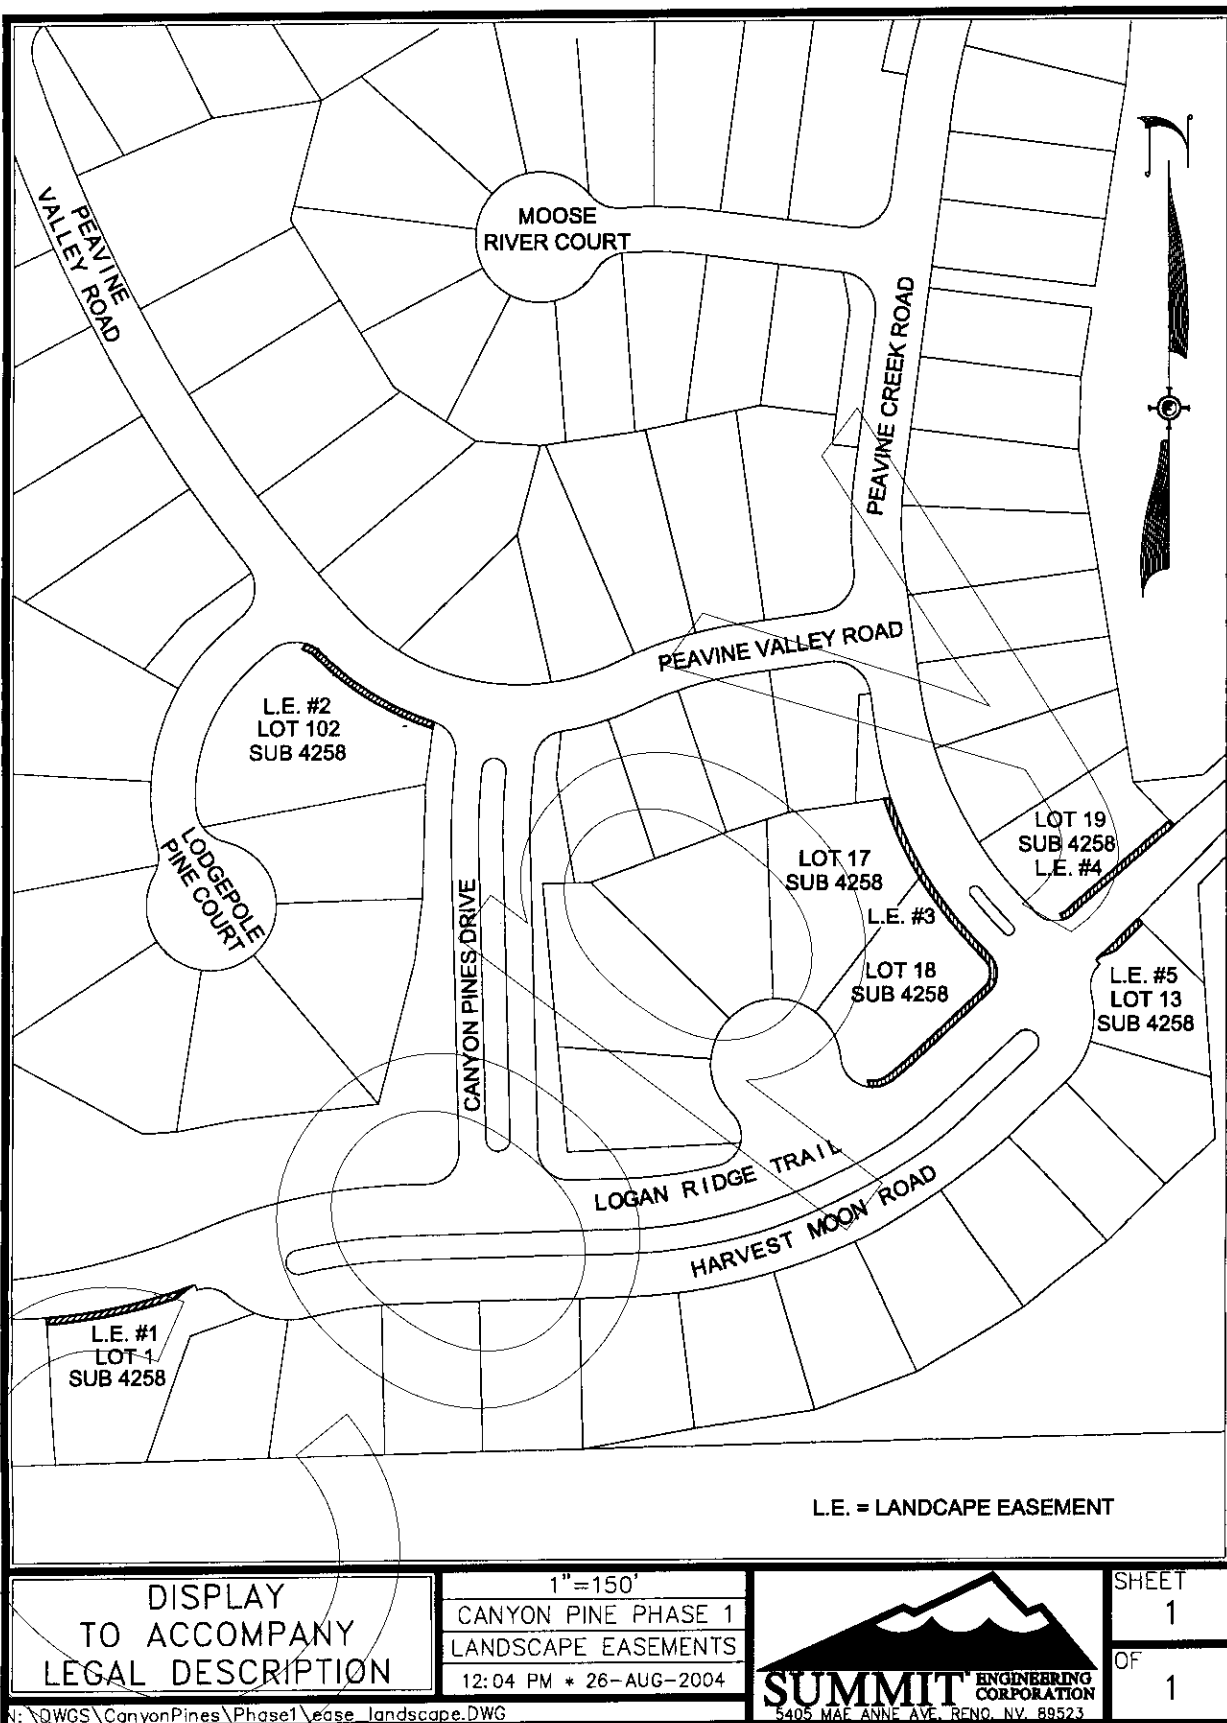 MOOSE
RIVER COURT
PEAVINE
VALLEY ROAD
PEAVINE CREEK ROAD
PEAVINE VALLEY ROAD
L.E. #2
LOT 102
SUB 4258
LODGEPOLE
PINE COURT
CANYON PINES DRIVE
LOT 17
SUB 4258
L.E. #3
LOT 18
SUB 4258
LOT 19
SUB 4258
L.E. #4
L.E. #5
LOT 13
SUB 4258
LOGAN RIDGE TRAIL
HARVEST MOON ROAD
L.E. #1
LOT 1
SUB 4258
L.E. = LANDCAPE EASEMENT
DISPLAY
TO ACCOMPANY
LEGAL DESCRIPTION
1"=150'
CANYON PINE PHASE 1
LANDSCAPE EASEMENTS
12:04 PM * 26-AUG-2004
SUMMIT ENGINEERING
CORPORATION
5405 MAE ANNE AVE, RENO, NV. 89523
SHEET
1
OF
1
N:\DWGS\CanyonPines\Phase1\ease_landscape.DWG